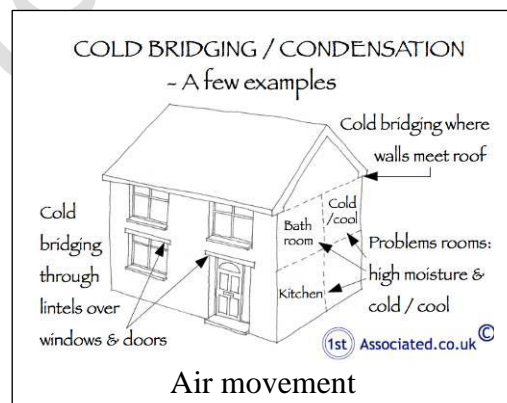 COLD BRIDGING / CONDENSATION
- A few examples
Cold bridging where
walls meet roof
Cold
bridging
through
lintels over
windows & doors
Bath
room
Cold
/cool
Kitchen
Problems rooms:
high moisture &
cold / cool
1st Associated.co.uk ©
Air movement